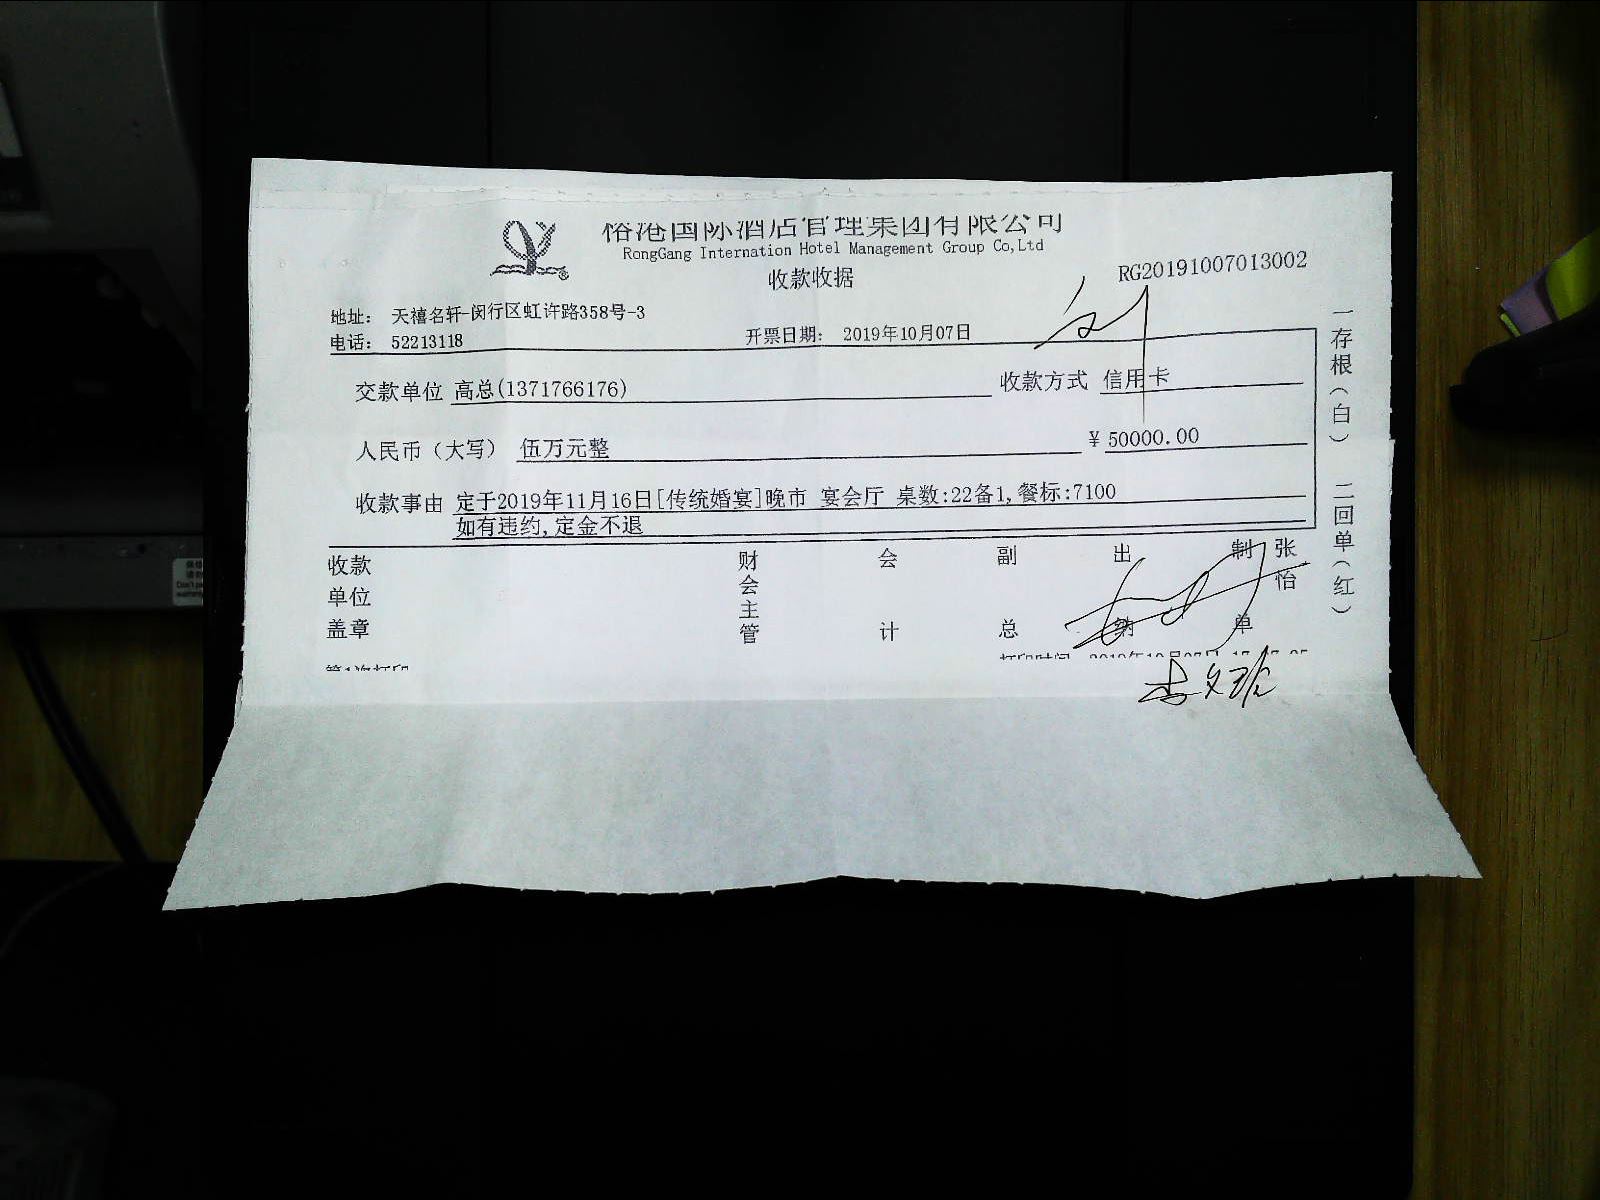 裕港国际酒店管理集团有限公司
RongGang Internation Hotel Management Group Co,Ltd
收款收据
RG20191007013002
地址： 天禧名轩-闵行区虹许路358号-3
电话： 52213118
开票日期： 2019年10月07日
交款单位 高总(1371766176)
收款方式 信用卡
人民币（大写） 伍万元整
¥ 50000.00
收款事由 定于2019年11月16日[传统婚宴]晚市 宴会厅 桌数:22备1,餐标:7100
如有违约,定金不退
收款单位盖章
财会主管
会计
副总
出纳
制单
张怡
一存根（白） 二回单（红）
第1次打印